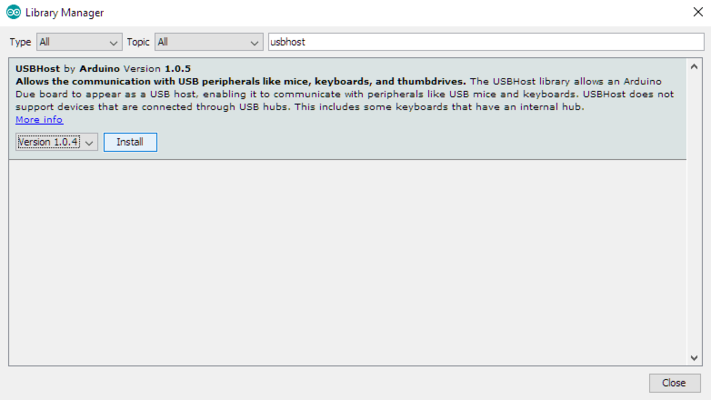 Library Manager
Type All Topic All usbhost
USBHost by Arduino Version 1.0.5
Allows the communication with USB peripherals like mice, keyboards, and thumbdrives. The USBHost library allows an Arduino
Due board to appear as a USB host, enabling it to communicate with peripherals like USB mice and keyboards. USBHost does not
support devices that are connected through USB hubs. This includes some keyboards that have an internal hub.
More info
Version 1.0.4 Install
Close